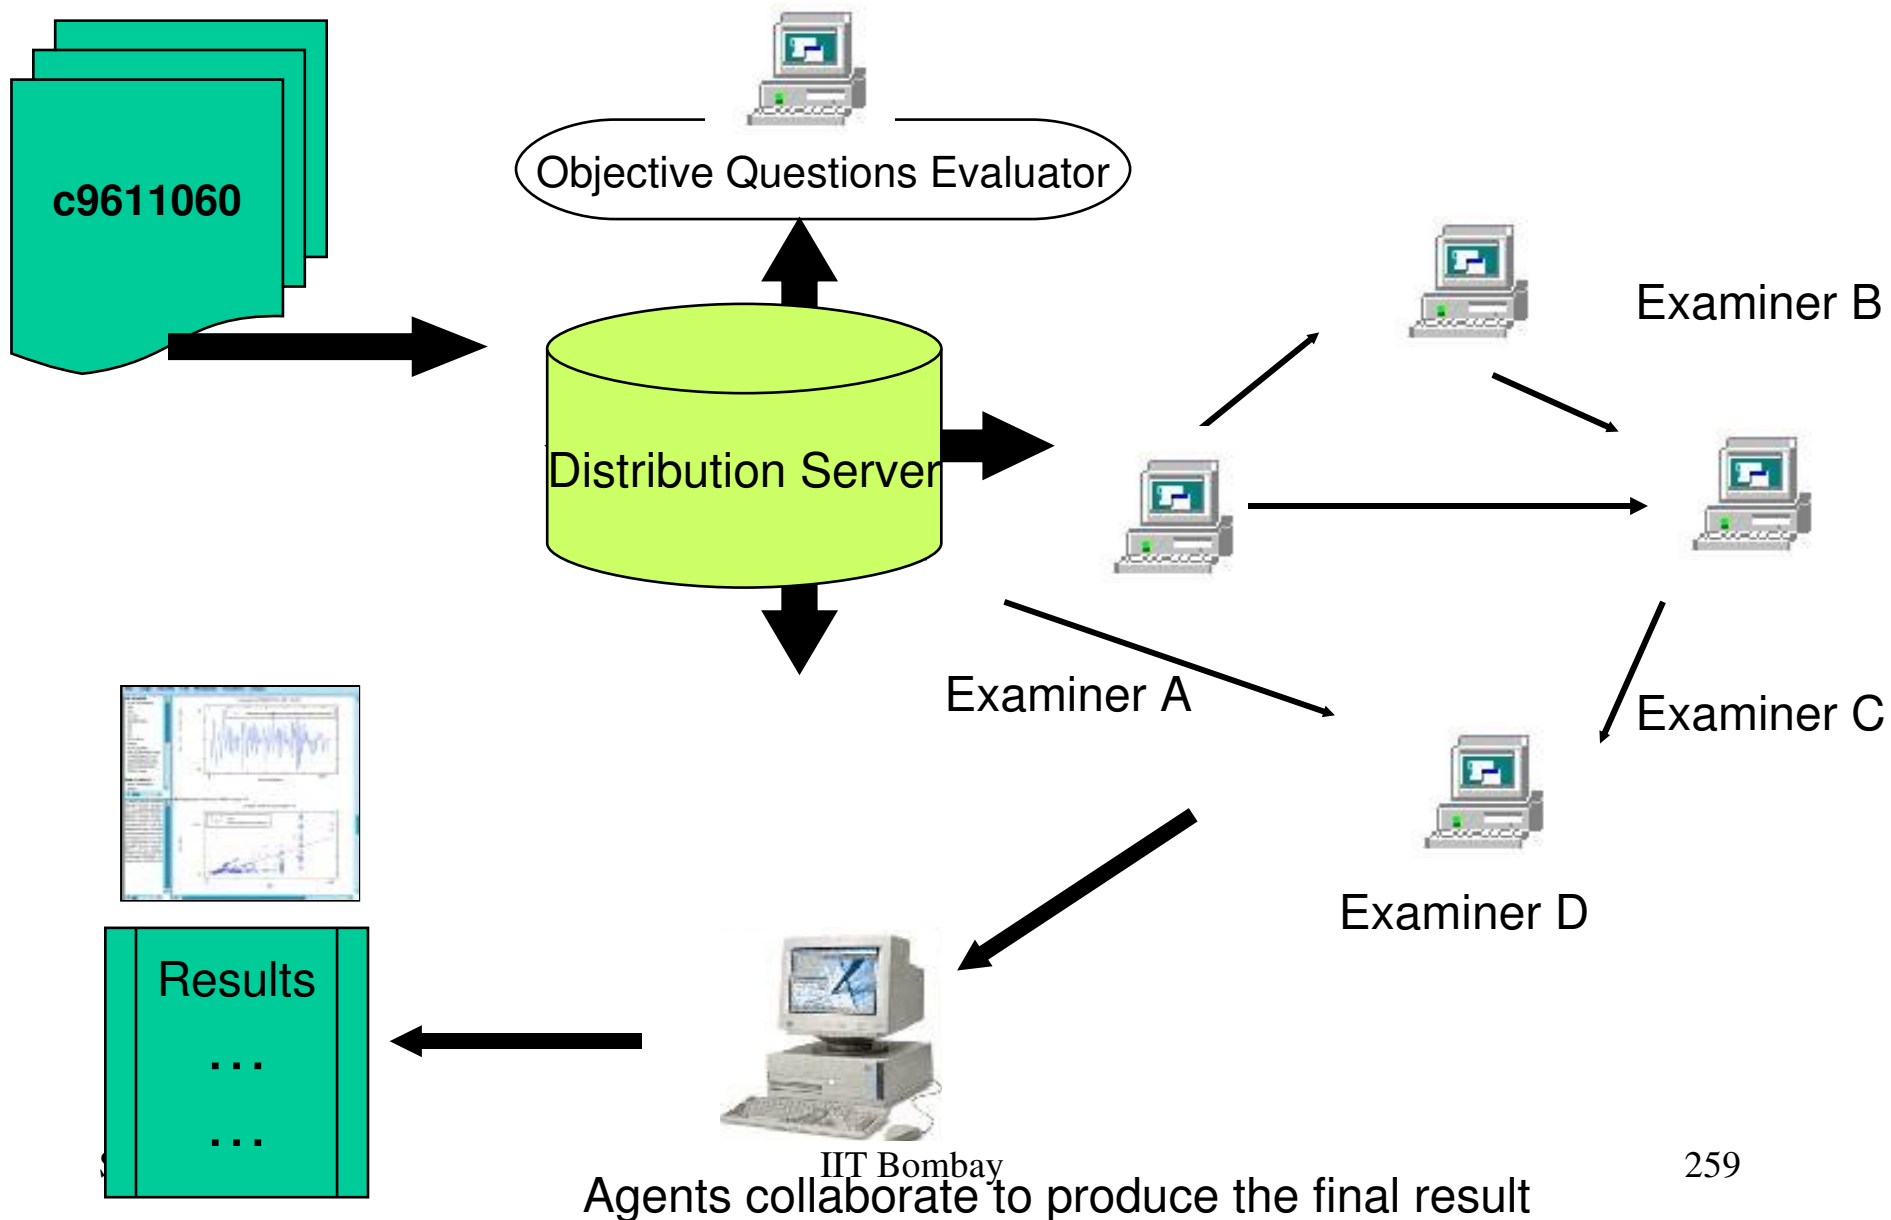 c9611060
Objective Questions Evaluator
Examiner B
Distribution Server
Examiner A
Examiner C
Examiner D
Results
...
...
IIT Bombay
259
Agents collaborate to produce the final result